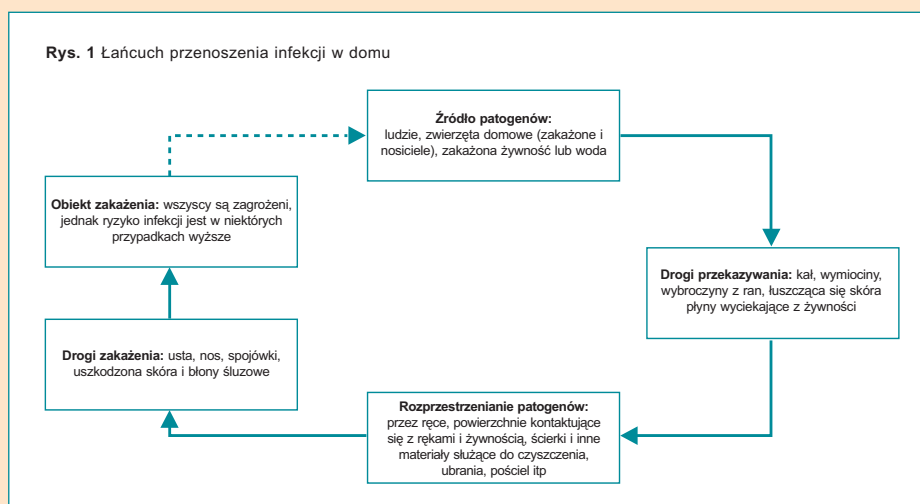 Rys. 1 Łańcuch przenoszenia infekcji w domu
Źródło patogenów:
ludzie, zwierzęta domowe (zakażone i
nosiciele), zakażona żywność lub woda
Drogi przekazywania: kał, wymiociny,
wybroczyny z ran, łuszcząca się skóra
płyny wyciekające z żywności
Rozprzestrzenianie patogenów:
przez ręce, powierzchnie kontaktujące
się z rękami i żywnością, ścierki i inne
materiały służące do czyszczenia,
ubrania, pościel itp
Drogi zakażenia: usta, nos, spojówki,
uszkodzona skóra i błony śluzowe
Obiekt zakażenia: wszyscy są zagrożeni,
jednak ryzyko infekcji jest w niektórych
przypadkach wyższe